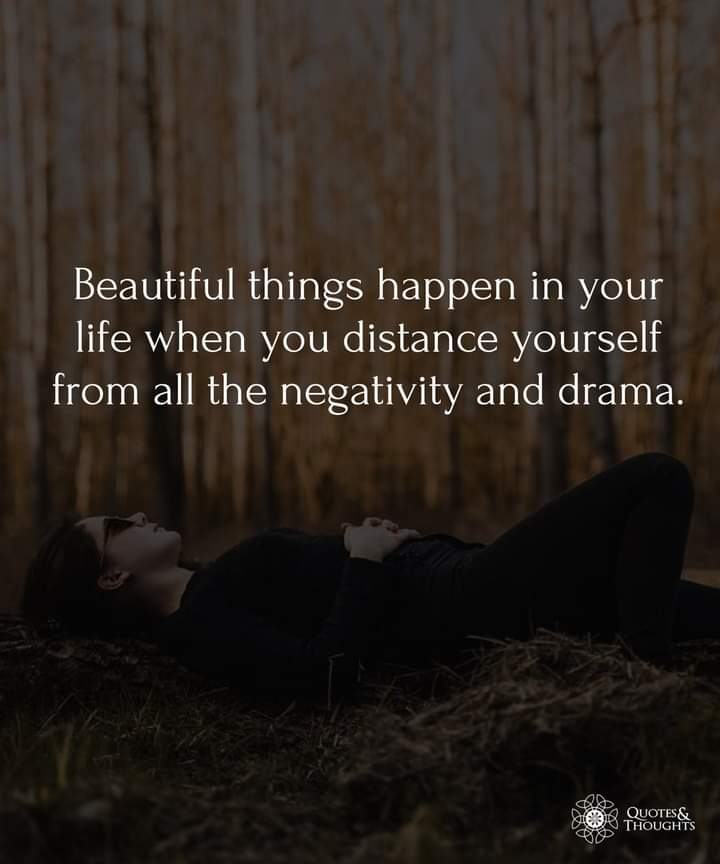 Beautiful things happen in your
life when you distance yourself
from all the negativity and drama.
QUOTES&
THOUGHTS